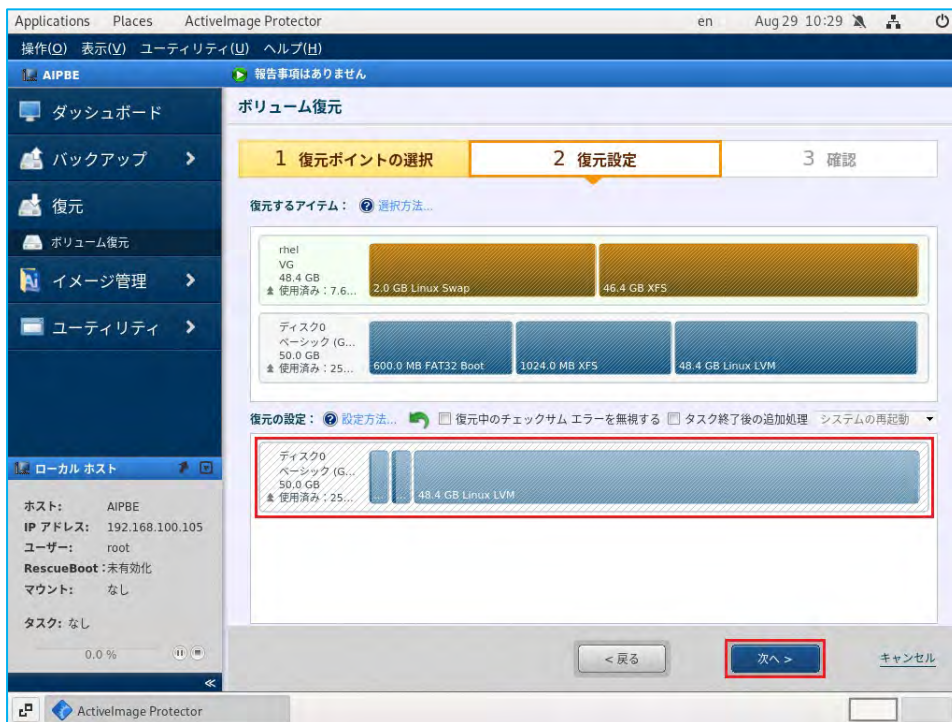 Applications Places ActiveImage Protector en Aug 29 10:29
操作(O) 表示(V) ユーティリティ(U) ヘルプ(H)
AIPBE 報告事項はありません
ダッシュボード
バックアップ
復元
ボリューム復元
イメージ管理
ユーティリティ
ローカル ホスト
ホスト: AIPBE
IP アドレス: 192.168.100.105
ユーザー: root
RescueBoot :未有効化
マウント: なし
タスク: なし
0.0 %
≪
ボリューム復元
1 復元ポイントの選択 2 復元設定 3 確認
復元するアイテム: ? 選択方法...
rhel
VG
48.4 GB
使用済み:7.6...
2.0 GB Linux Swap 46.4 GB XFS
ディスク0
ベーシック (G...
50.0 GB
使用済み:25...
600.0 MB FAT32 Boot 1024.0 MB XFS 48.4 GB Linux LVM
復元の設定: ? 設定方法... 復元中のチェックサム エラーを無視する タスク終了後の追加処理 システムの再起動
ディスク0
ベーシック (G...
50.0 GB
使用済み:25...
... ... 48.4 GB Linux LVM
< 戻る 次へ > キャンセル
ActiveImage Protector